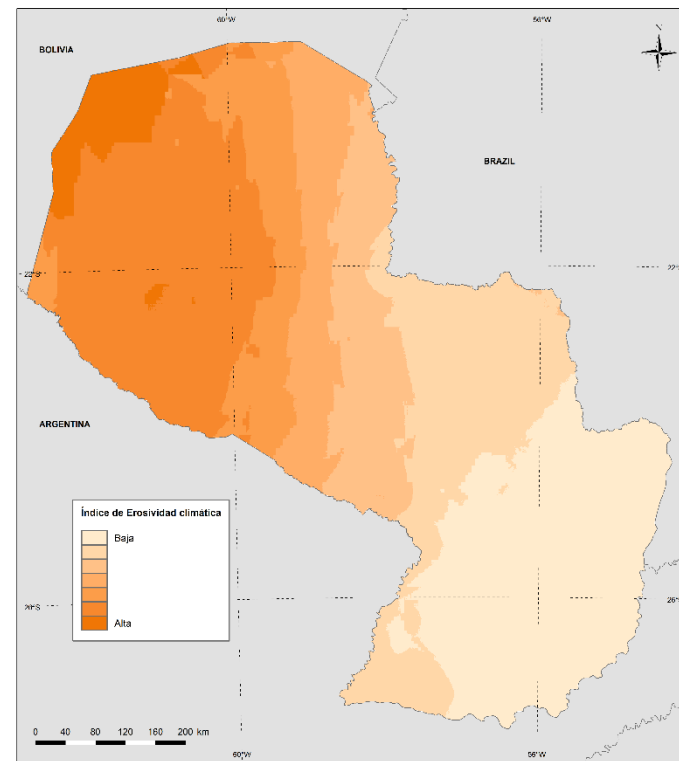 60°W
56°W
BOLIVIA
N
BRAZIL
22°S
22°S
ARGENTINA
Índice de Erosividad climática
Baja
Alta
26°S
26°S
0 40 80 120 160 200 km
60°W
56°W